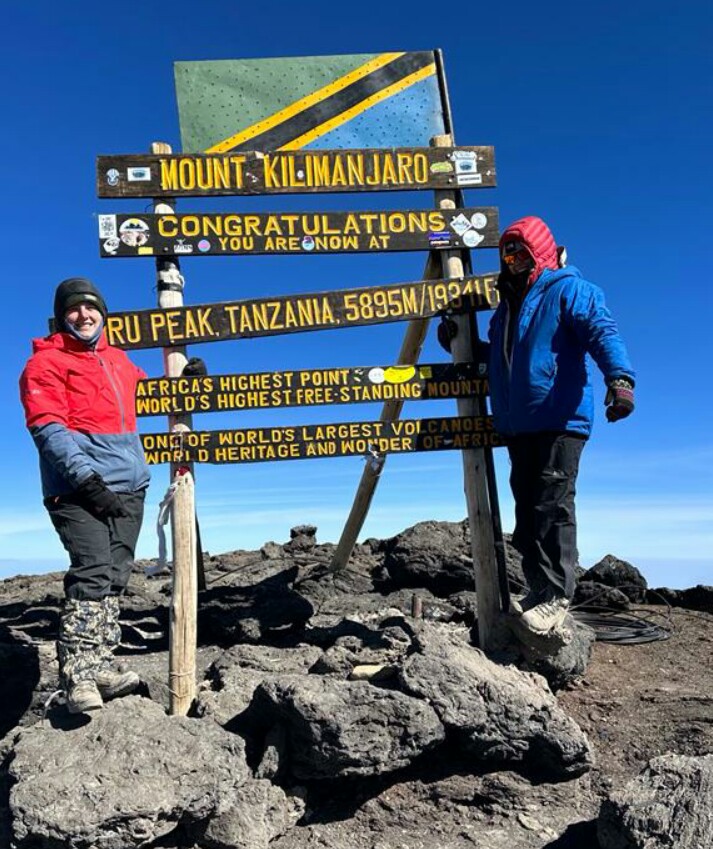 MOUNT KILIMANJARO
CONGRATULATIONS
YOU ARE NOW AT
RU PEAK, TANZANIA, 5895M/19341F
AFRICA'S HIGHEST POINT
WORLD'S HIGHEST FREE-STANDING MOUNTA
ONE OF WORLD'S LARGEST VOLCANOES
WORLD HERITAGE AND WONDER OF AFRICA